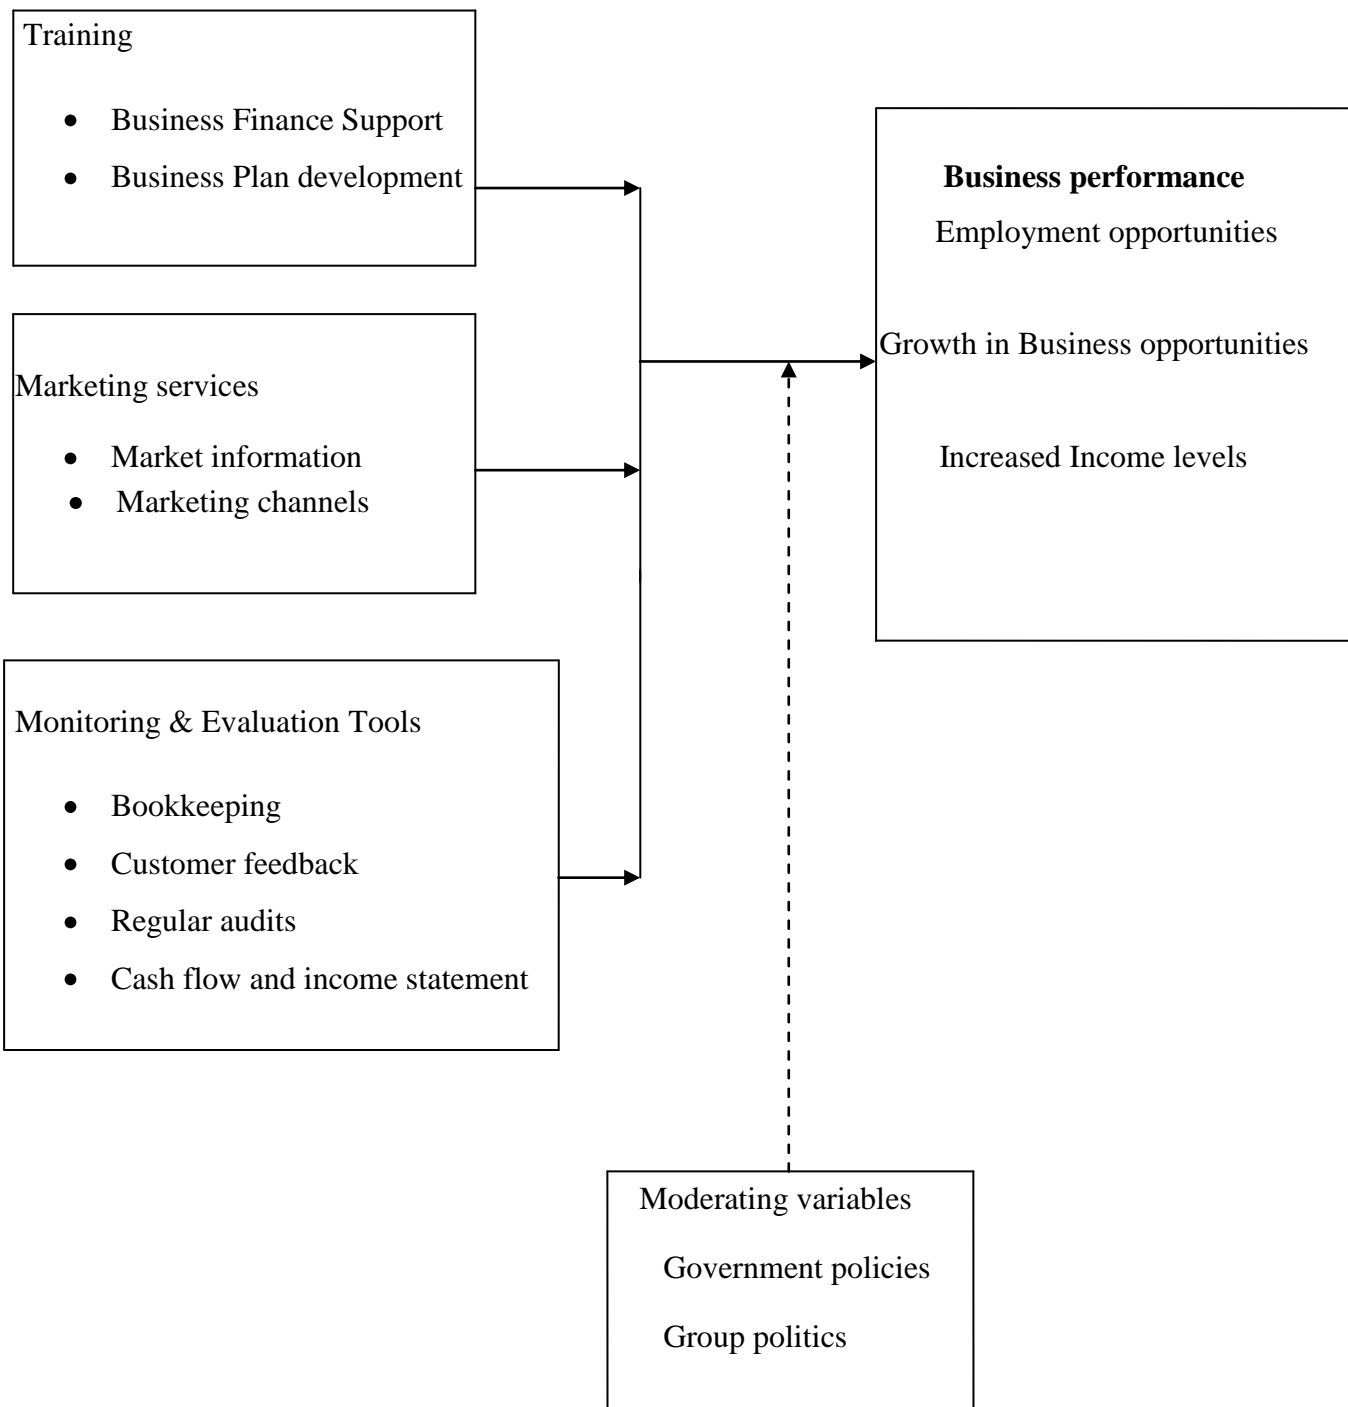 Training
• Business Finance Support
• Business Plan development
Marketing services
• Market information
• Marketing channels
Monitoring & Evaluation Tools
• Bookkeeping
• Customer feedback
• Regular audits
• Cash flow and income statement
Business performance
Employment opportunities
Growth in Business opportunities
Increased Income levels
Moderating variables
Government policies
Group politics